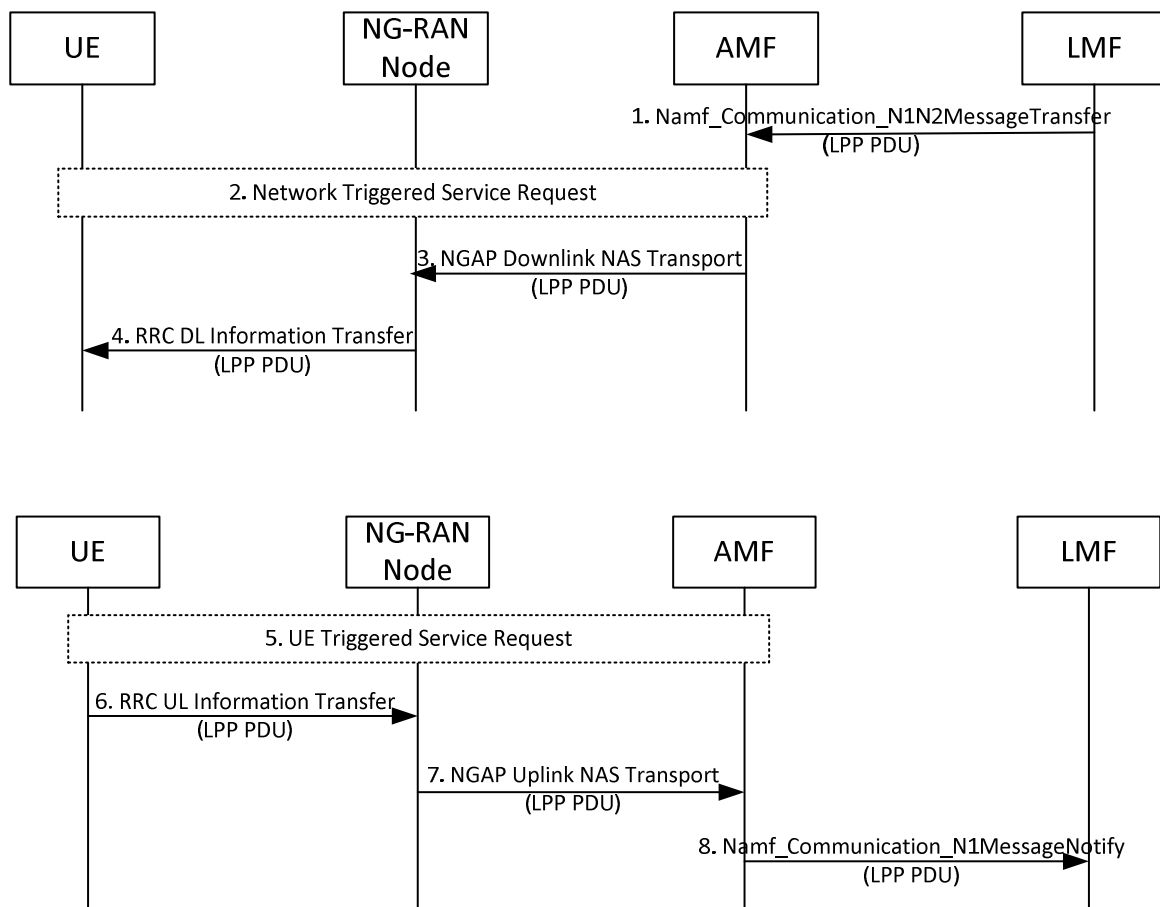 UE
NG-RAN
Node
AMF
LMF
1. Namf_Communication_N1N2MessageTransfer
(LPP PDU)
2. Network Triggered Service Request
3. NGAP Downlink NAS Transport
(LPP PDU)
4. RRC DL Information Transfer
(LPP PDU)
UE
NG-RAN
Node
AMF
LMF
5. UE Triggered Service Request
6. RRC UL Information Transfer
(LPP PDU)
7. NGAP Uplink NAS Transport
(LPP PDU)
8. Namf_Communication_N1MessageNotify
(LPP PDU)